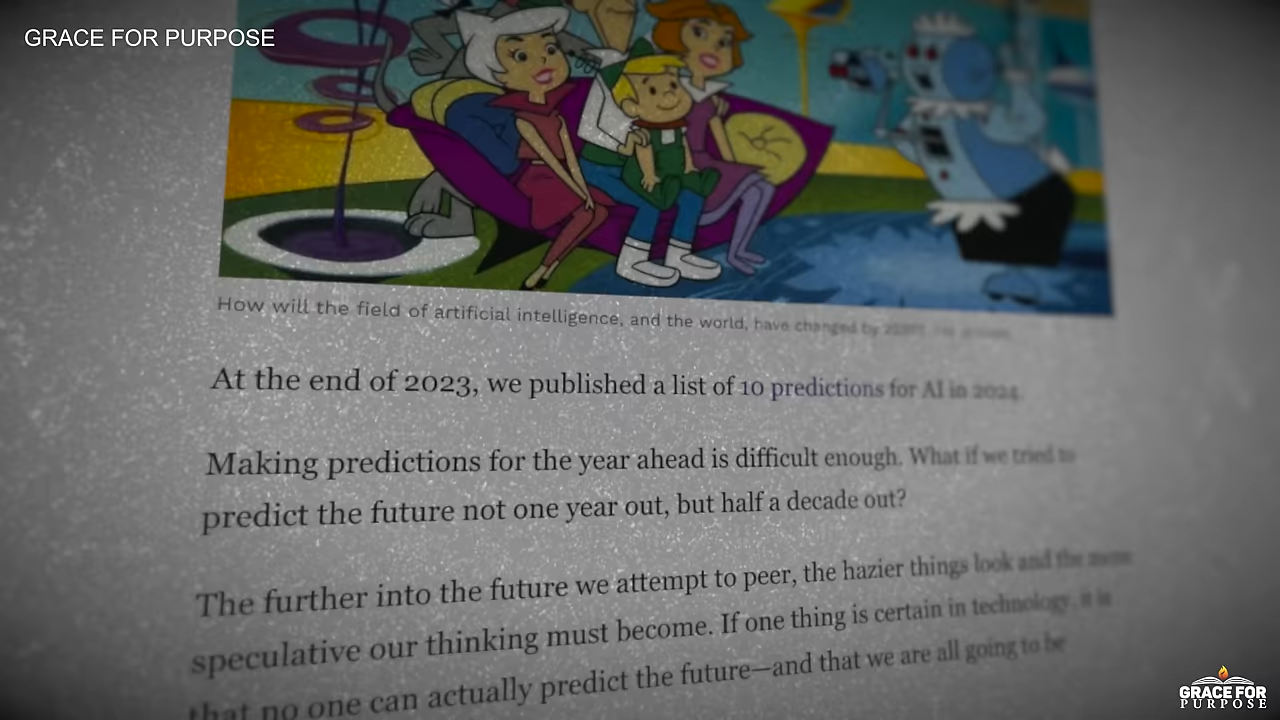 GRACE FOR PURPOSE
How will the field of artificial intelligence, and the world, have changed by
At the end of 2023, we published a list of 10 predictions for AI in 2024.
Making predictions for the year ahead is difficult enough. What if we tried to
predict the future not one year out, but half a decade out?
The further into the future we attempt to peer, the hazier things look and the more
speculative our thinking must become. If one thing is certain in technology, it is
that no one can actually predict the future—and that we are all going to be
GRACE FOR
PURPOSE